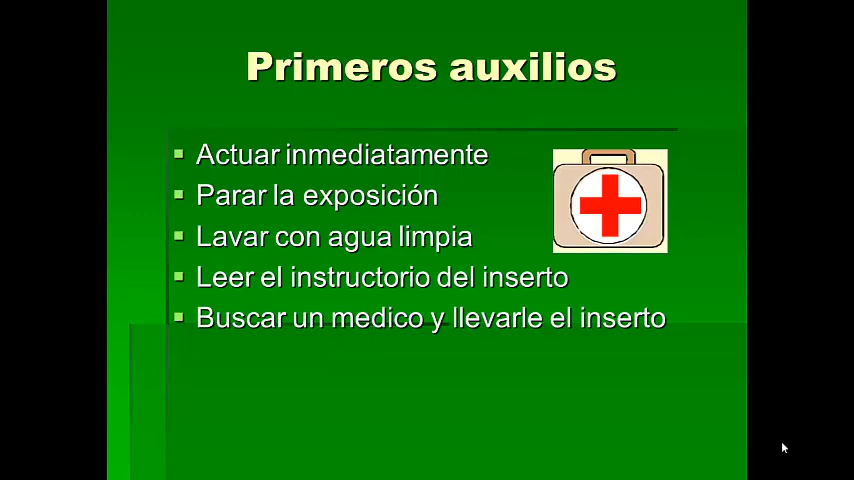 Primeros auxilios
Actuar inmediatamente
Parar la exposición
Lavar con agua limpia
Leer el instructorio del inserto
Buscar un medico y llevarle el inserto